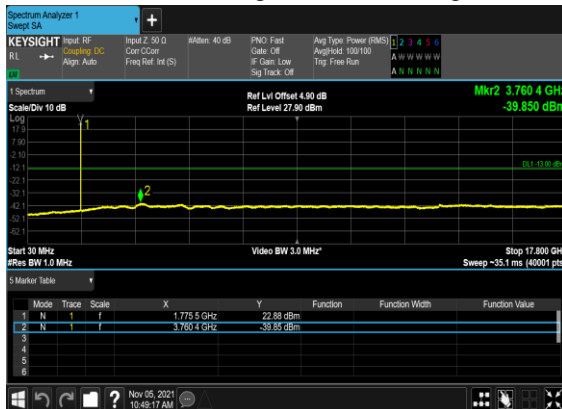 Spectrum Analyzer 1
Swept SA
+
KEYSIGHT Input: RF Input Z: 50 Ω #Atten: 40 dB PNO: Fast Avg Type: Power (RMS) 1 2 3 4 5 6
RL Coupling: DC Corr CCorr Gate: Off Avg|Hold: 100/100 A W W W W W
Align: Auto Freq Ref: Int (S) IF Gain: Low Trig: Free Run
Sig Track: Off A N N N N N
1 Spectrum Ref Lvl Offset 4.90 dB Mkr2 3.760 4 GHz
Scale/Div 10 dB Ref Level 27.90 dBm -39.850 dBm
Log
17.9
1
7.90
-2.10
-12.1 DL1 -13.00 dBm
-22.1
-32.1
2
-42.1
-52.1
-62.1
Start 30 MHz Video BW 3.0 MHz* Stop 17.800 GHz
#Res BW 1.0 MHz Sweep ~35.1 ms (40001 pts)
5 Marker Table
Mode Trace Scale X Y Function Function Width Function Value
1 N 1 f 1.775 5 GHz 22.88 dBm
2 N 1 f 3.760 4 GHz -39.85 dBm
3
4
5
6
? Nov 05, 2021
10:49:17 AM